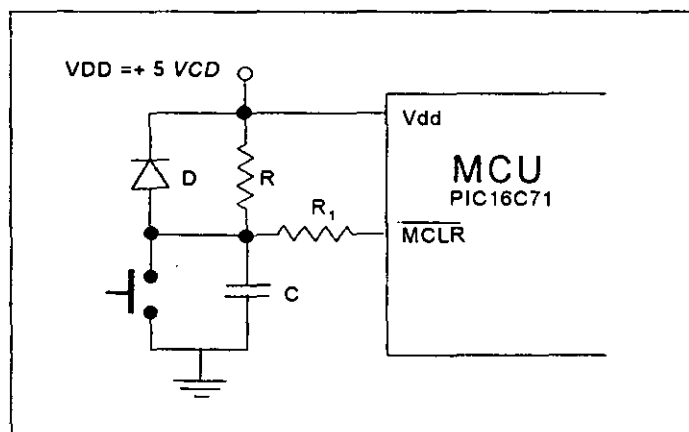 VDD =+ 5 VCD
Vdd
MCU
PIC16C71
D
R
R₁
MCLR
C